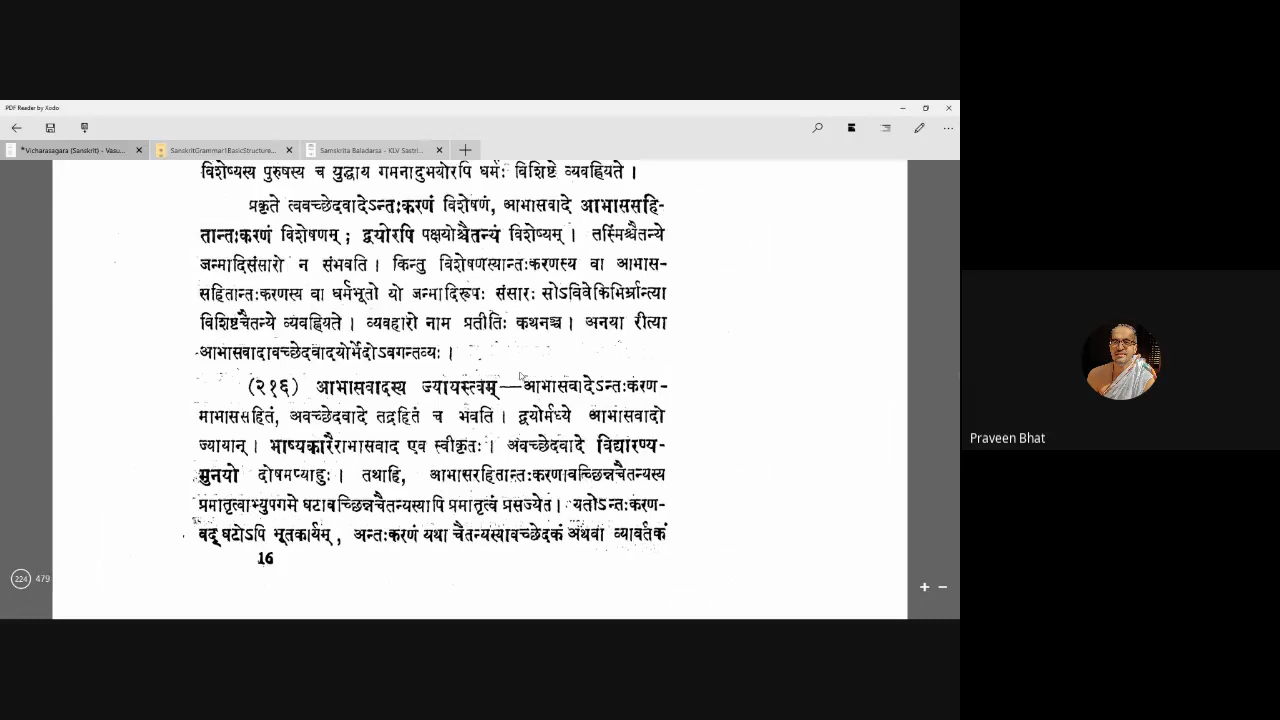 PDF Reader by Xodo
*Vicharasagara (Sanskrit) - Vasu...
SanskritGrammar1BasicStructure...
Samskrita Baladarsa - KLV Sastri...
विशेष्यस्य पुरुषस्य च युद्धाय गमनादुभयोरपि धर्मः विशिष्टे व्यवह्रियते ।
प्रकृते त्ववच्छेदवादेऽन्तःकरणं विशेषणं, आभासवादे आभाससहि-
तान्तःकरणं विशेषणम् ; द्वयोरपि पक्षयोश्चैतन्यं विशेष्यम् । तस्मिंश्चैतन्ये
जन्मादिसंसारो न संभवति । किन्तु विशेषणस्यान्तःकरणस्य वा आभास-
सहितान्तःकरणस्य वा धर्मभूतो यो जन्मादिरूपः संसारः सोऽविवेकिभिर्भ्रान्त्या
विशिष्टचैतन्ये व्यवह्रियते । व्यवहारो नाम प्रतीतिः कथनञ्च । अनया रीत्या
आभासवादावच्छेदवादयोर्भेदोऽवगन्तव्यः ।
(२१६) आभासवादस्य ज्यायस्त्वम्—आभासवादेऽन्तःकरण-
माभाससहितं, अवच्छेदवादे तद्रहितं च भवति । द्वयोर्मध्ये आभासवादो
ज्यायान् । भाष्यकारैराभासवाद एव स्वीकृतः । अवच्छेदवादे विद्यारण्य-
मुनयो दोषमप्याहुः । तथाहि, आभासरहितान्तःकरणावच्छिन्नचैतन्यस्य
प्रमातृत्वाभ्युपगमे घटावच्छिन्नचैतन्यस्यापि प्रमातृत्वं प्रसज्येत । यतोऽन्तःकरण-
वद् घटोऽपि भूतकार्यम् , अन्तःकरणं यथा चैतन्यस्यावच्छेदकं अथवा व्यावर्तकं
16
224 479
Praveen Bhat